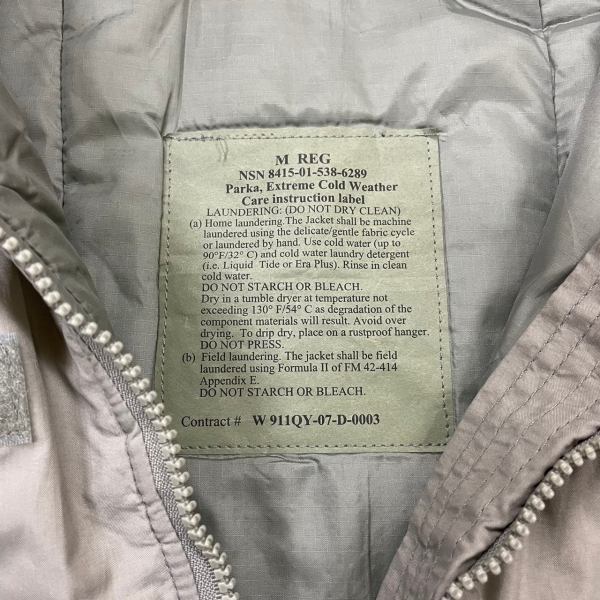 M REG
NSN 8415-01-538-6289
Parka, Extreme Cold Weather
Care instruction label
LAUNDERING: (DO NOT DRY CLEAN)
(a) Home laundering.The Jacket shall be machine
laundered using the delicate/gentle fabric cycle
or laundered by hand. Use cold water (up to
90°F/32° C) and cold water laundry detergent
(i.e. Liquid Tide or Era Plus). Rinse in clean
cold water.
DO NOT STARCH OR BLEACH.
Dry in a tumble dryer at temperature not
exceeding 130° F/54° C as degradation of the
component materials will result. Avoid over
drying. To drip dry, place on a rustproof hanger.
DO NOT PRESS.
(b) Field laundering. The jacket shall be field
laundered using Formula II of FM 42-414
Appendix E.
DO NOT STARCH OR BLEACH.
Contract # W911QY-07-D-0003